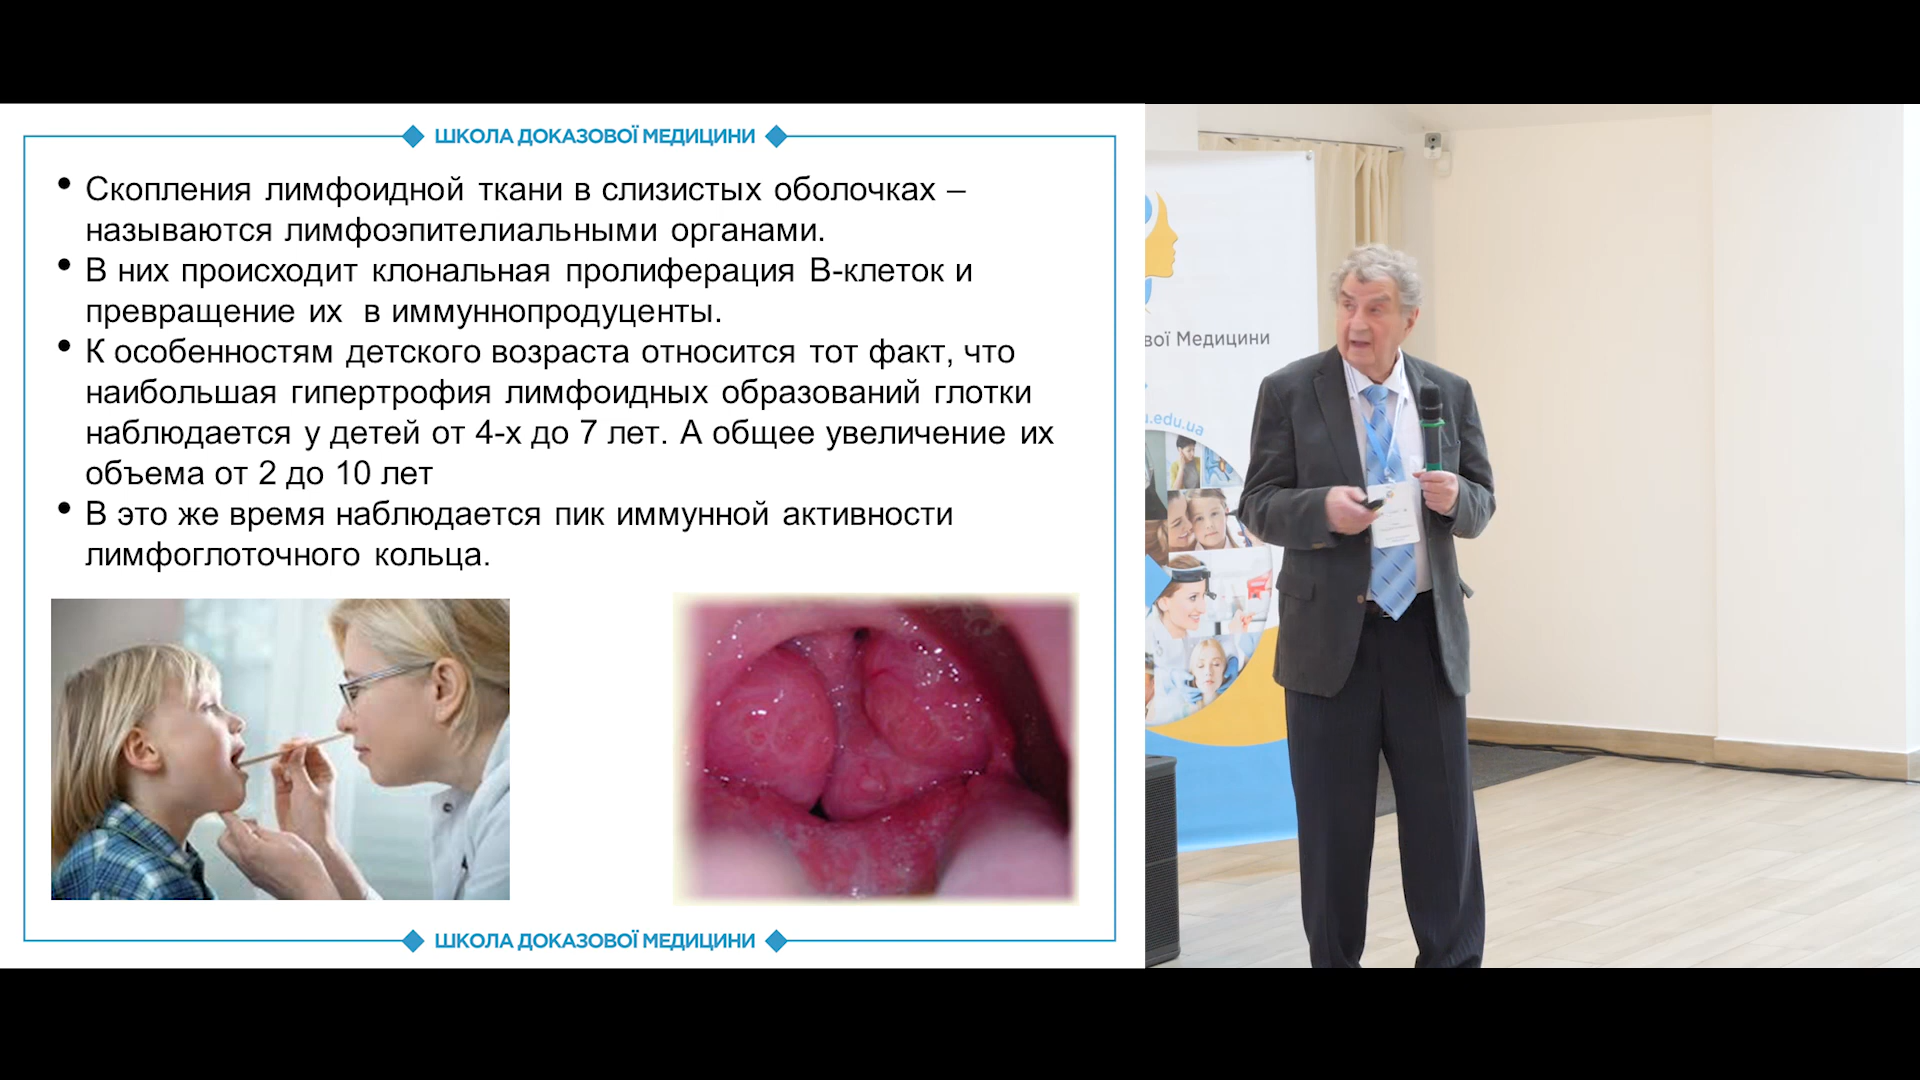 ШКОЛА ДОКАЗОВОЇ МЕДИЦИНИ
• Скопления лимфоидной ткани в слизистых оболочках –
называются лимфоэпителиальными органами.
• В них происходит клональная пролиферация В-клеток и
превращение их в иммуннопродуценты.
• К особенностям детского возраста относится тот факт, что
наибольшая гипертрофия лимфоидных образований глотки
наблюдается у детей от 4-х до 7 лет. А общее увеличение их
объема от 2 до 10 лет
• В это же время наблюдается пик иммунной активности
лимфоглоточного кольца.
ШКОЛА ДОКАЗОВОЇ МЕДИЦИНИ
вої Медицини
.edu.ua